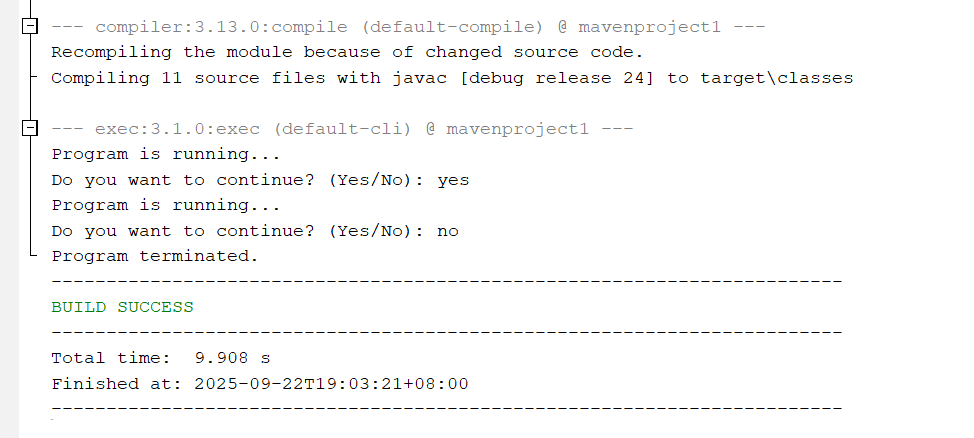 --- compiler:3.13.0:compile (default-compile) @ mavenproject1 ---
Recompiling the module because of changed source code.
Compiling 11 source files with javac [debug release 24] to target\classes
--- exec:3.1.0:exec (default-cli) @ mavenproject1 ---
Program is running...
Do you want to continue? (Yes/No): yes
Program is running...
Do you want to continue? (Yes/No): no
Program terminated.
------------------------------------------------------------------------
BUILD SUCCESS
------------------------------------------------------------------------
Total time:  9.908 s
Finished at: 2025-09-22T19:03:21+08:00
------------------------------------------------------------------------